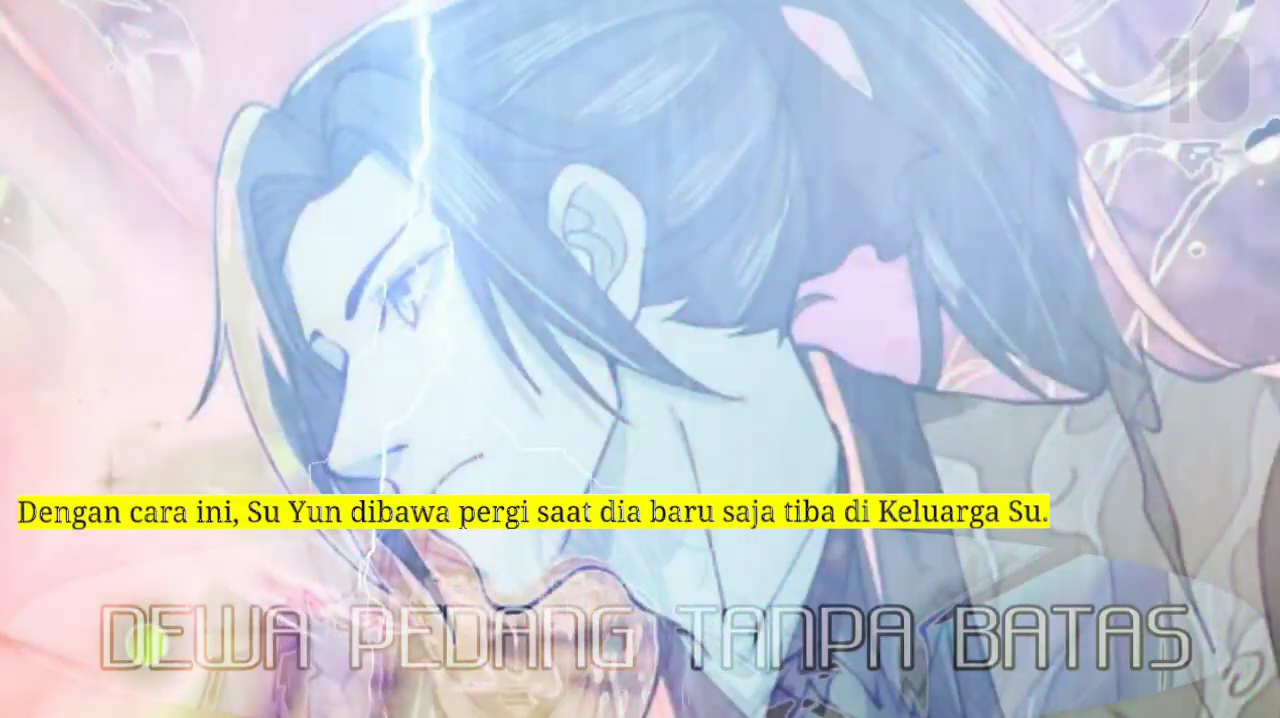 10
Dengan cara ini, Su Yun dibawa pergi saat dia baru saja tiba di Keluarga Su.
DEWA PEDANG TANPA BATAS